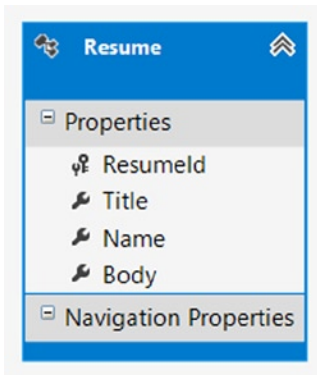 Resume
Properties
ResumeId
Title
Name
Body
Navigation Properties